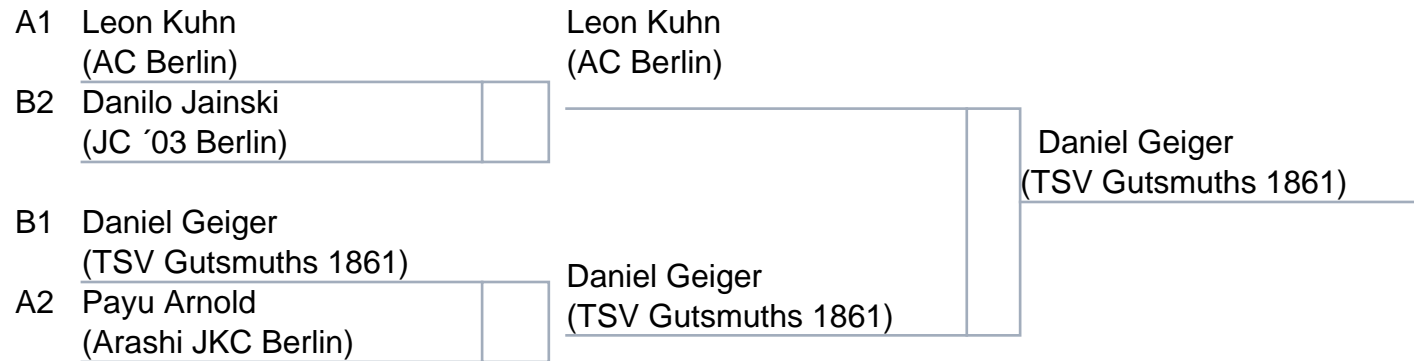 A1 Leon Kuhn
(AC Berlin)
B2 Danilo Jainski
(JC ´03 Berlin)
B1 Daniel Geiger
(TSV Gutsmuths 1861)
A2 Payu Arnold
(Arashi JKC Berlin)
Leon Kuhn
(AC Berlin)
Daniel Geiger
(TSV Gutsmuths 1861)
Daniel Geiger
(TSV Gutsmuths 1861)